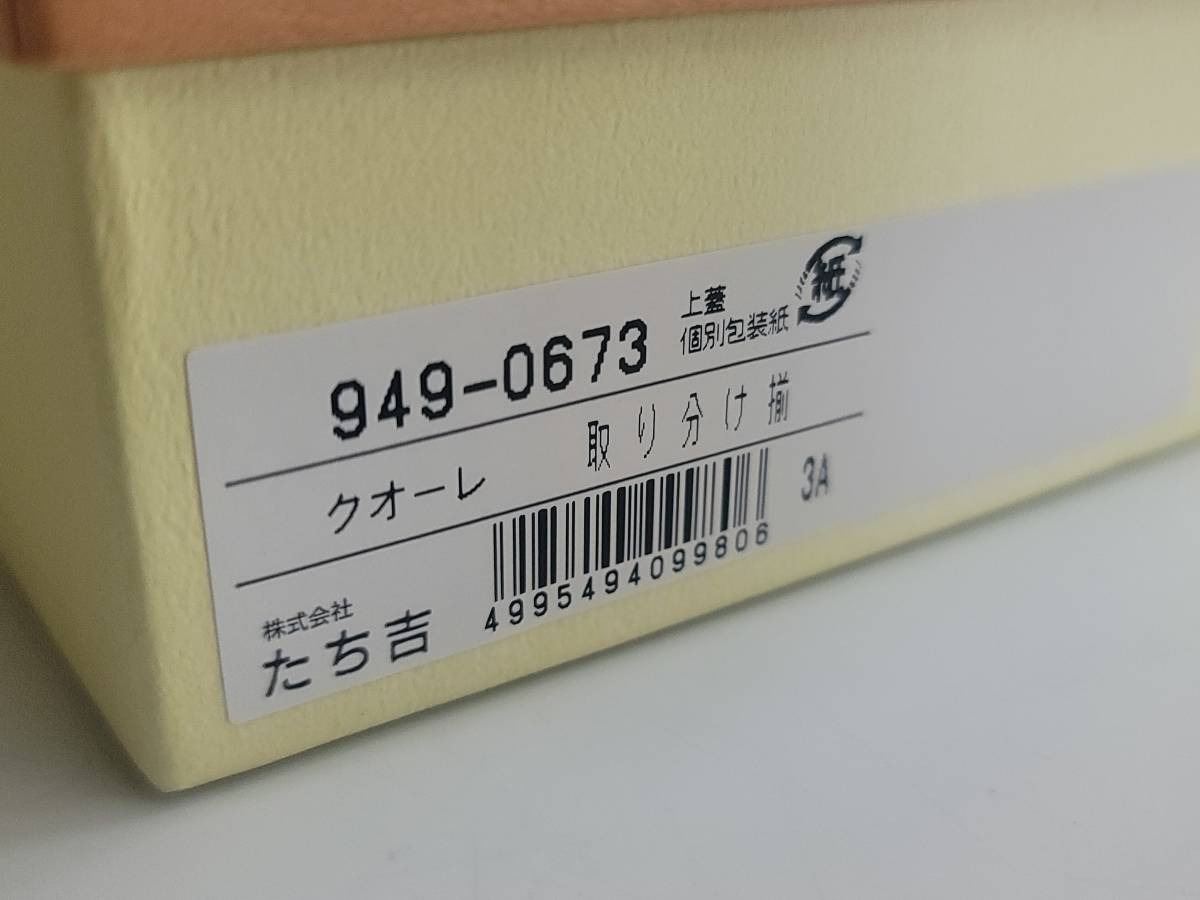 949-0673
上蓋
個別包装紙
紙
クオーレ 取り分け揃
4995494099806
3A
株式会社
たち吉